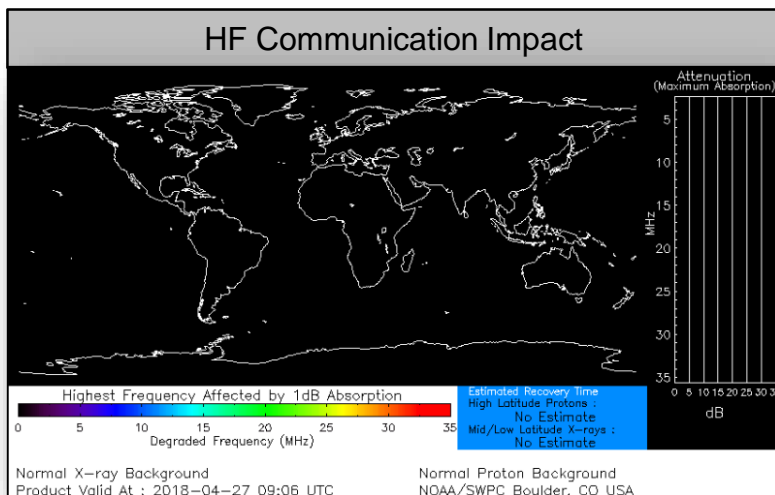 HF Communication Impact
Attenuation
(Maximum Absorption)
5
10
15
20
25
30
35
MHz
0 5 10 15 20 25 30
dB
Highest Frequency Affected by 1dB Absorption
0 5 10 15 20 25 30 35
Degraded Frequency (MHz)
Estimated Recovery Time
High Latitude Protons :
No Estimate
Mid/Low Latitude X-rays :
No Estimate
Normal X-ray Background
Normal Proton Background
Product Valid At : 2018-04-27 09:06 UTC
NOAA/SWPC Boulder, CO USA